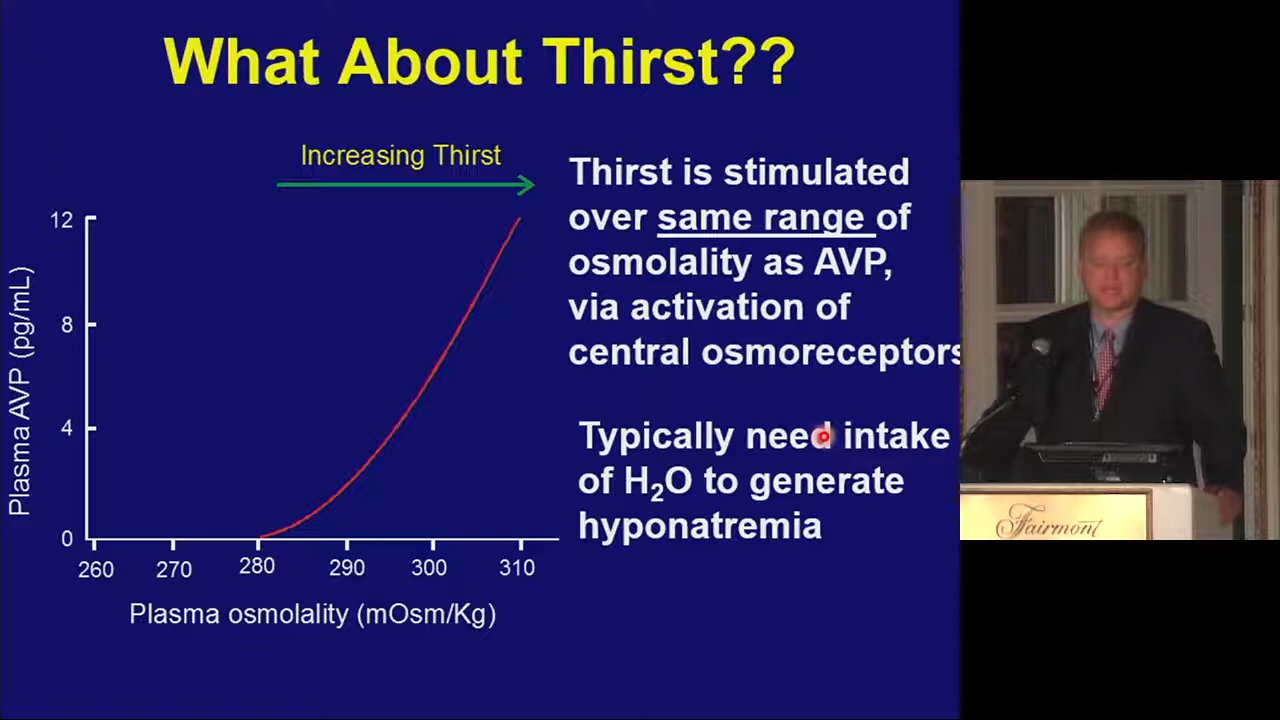 What About Thirst??
Increasing Thirst
Thirst is stimulated
over same range of
osmolality as AVP,
via activation of
central osmoreceptors
Typically need intake
of H₂O to generate
hyponatremia
Plasma AVP (pg/mL)
12
8
4
0
260 270 280 290 300 310
Plasma osmolality (mOsm/Kg)
Fairmont